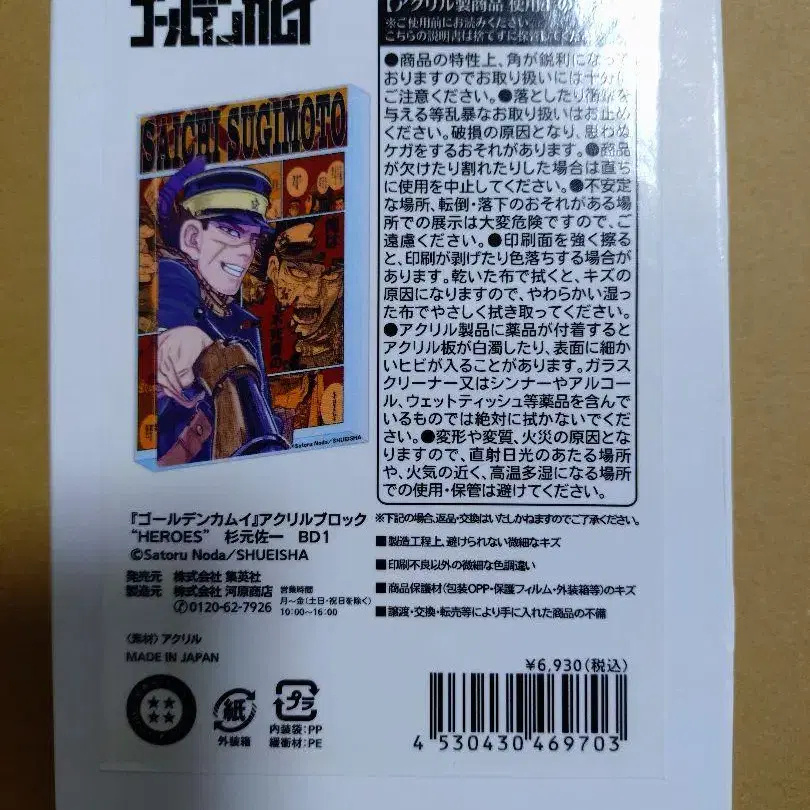 ゴールデンカムイ
【アクリル製商品 使用上の
※ご使用前にお読みください
こちらの説明書は捨てずに保管してくだ
●商品の特性上、角が鋭利になって
おりますのでお取り扱いには十分に
ご注意ください。●落としたり衝撃を
与える等乱暴なお取り扱いはお止め
ください。破損の原因となり、思わぬ
ケガをするおそれがあります。●商品
が欠けたり割れたりした場合は直ち
に使用を中止してください。●不安定
な場所、転倒・落下のおそれがある場
所での展示は大変危険ですので、ご
遠慮ください。●印刷面を強く擦る
と、印刷が剥げたり色落ちする場合が
あります。乾いた布で拭くと、キズの
原因になりますので、やわらかい湿っ
た布でやさしく拭き取ってください。
●アクリル製品に薬品が付着すると
アクリル板が白濁したり、表面に細か
いヒビが入ることがあります。ガラス
クリーナー又はシンナーやアルコー
ル、ウェットティッシュ等薬品を含んで
いるものでは絶対に拭かないでくだ
さい。●変形や変質、火災の原因とな
りますので、直射日光のあたる場所
や、火気の近く、高温多湿になる場所
での使用・保管は避けてください。
SAICHI SUGIMOTO
©Satoru Noda/SHUEISHA
『ゴールデンカムイ』アクリルブロック
“HEROES” 杉元佐一 BD1
©Satoru Noda/SHUEISHA
発売元 株式会社 集英社
製造元 株式会社 河原商店
0120-62-7926
営業時間
月〜金(土日・祝日を除く)
10:00〜16:00
※下記の場合、返品・交換はいたしかねますのでご了承ください。
■製造工程上、避けられない微細なキズ
■印刷不良以外の微細な色調違い
■商品保護材(包装OPP・保護フィルム・外装箱等)のキズ
■譲渡・交換・転売等により手に入れた商品の不備
〈素材〉アクリル
MADE IN JAPAN
紙
外装箱
プラ
内装袋:PP
緩衝材:PE
¥6,930(税込)
4 530430 469703